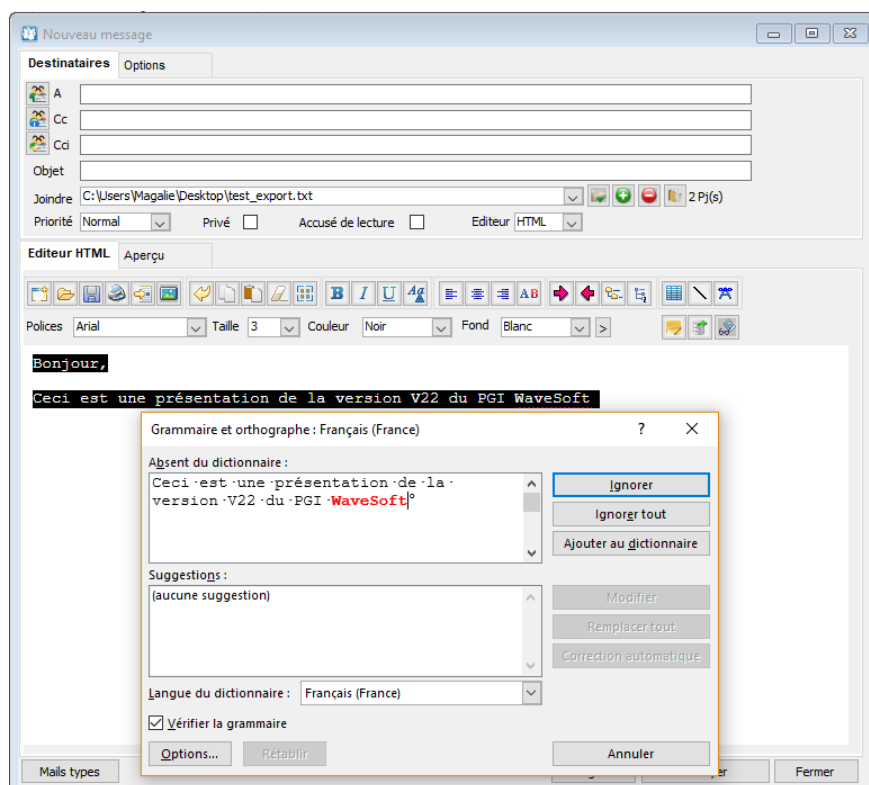 Nouveau message
Destinataires Options
A
Cc
Cci
Objet
Joindre C:\Users\Magalie\Desktop\test_export.txt 2 Pj(s)
Priorité Normal Privé Accusé de lecture Editeur HTML
Editeur HTML Aperçu
B I U AB
Polices Arial Taille 3 Couleur Noir Fond Blanc >
Bonjour,
Ceci est une présentation de la version V22 du PGI WaveSoft
Grammaire et orthographe : Français (France) ?
Absent du dictionnaire :
Ceci·est·une·présentation·de·la·
version·V22·du·PGI·WaveSoft°
Ignorer
Ignorer tout
Ajouter au dictionnaire
Suggestions :
(aucune suggestion)
Modifier
Remplacer tout
Correction automatique
Langue du dictionnaire : Français (France)
Vérifier la grammaire
Options... Rétablir Annuler
Mails types Fermer